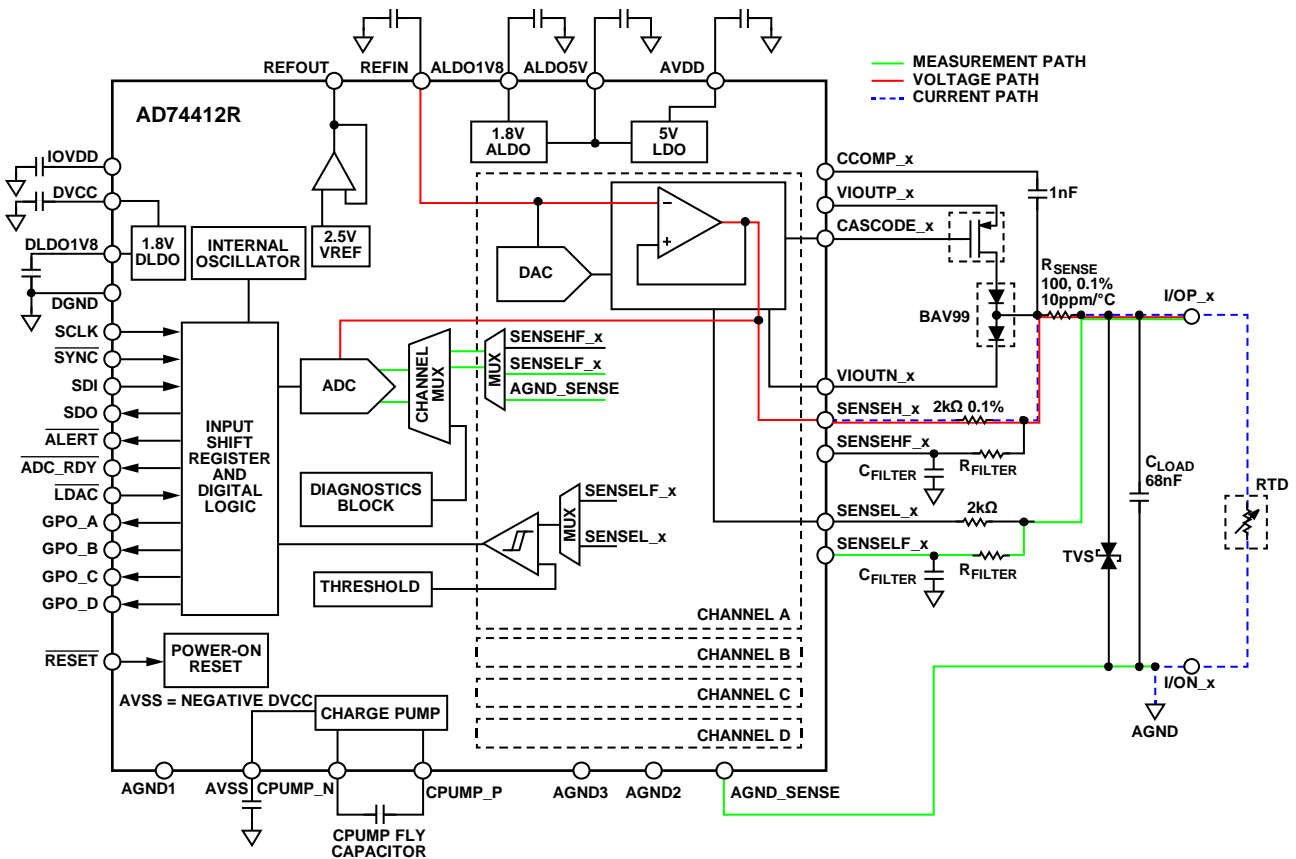 REFOUT
REFIN
ALDO1V8
ALDO5V
AVDD
MEASUREMENT PATH
VOLTAGE PATH
CURRENT PATH
AD74412R
1.8V
ALDO
5V
LDO
IOVDD
DVCC
DLDO1V8
DGND
SCLK
SYNC
SDI
SDO
ALERT
ADC_RDY
LDAC
GPO_A
GPO_B
GPO_C
GPO_D
RESET
1.8V
DLDO
INTERNAL
OSCILLATOR
2.5V
VREF
DAC
−
+
INPUT
SHIFT
REGISTER
AND
DIGITAL
LOGIC
ADC
CHANNEL
MUX
MUX
SENSEHF_x
SENSELF_x
AGND_SENSE
DIAGNOSTICS
BLOCK
MUX
SENSELF_x
SENSEL_x
THRESHOLD
CHANNEL A
CHANNEL B
CHANNEL C
CHANNEL D
POWER-ON
RESET
AVSS = NEGATIVE DVCC
CHARGE PUMP
CCOMP_x
VIOUTP_x
CASCODE_x
VIOUTN_x
SENSEH_x
SENSEHF_x
SENSEL_x
SENSELF_x
1nF
BAV99
RSENSE
100, 0.1%
10ppm/°C
I/OP_x
2kΩ 0.1%
CFILTER
RFILTER
2kΩ
CFILTER
RFILTER
TVS
CLOAD
68nF
RTD
I/ON_x
AGND
AGND1
AVSS
CPUMP_N
CPUMP_P
AGND3
AGND2
AGND_SENSE
CPUMP FLY
CAPACITOR